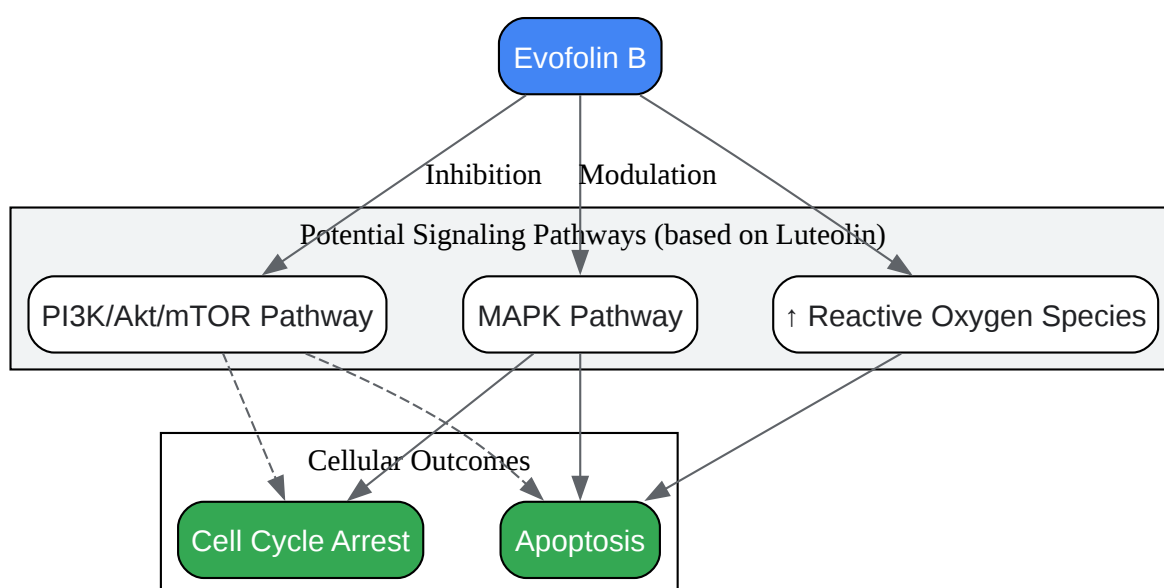 Evofolin B
Inhibition
Modulation
Potential Signaling Pathways (based on Luteolin)
PI3K/Akt/mTOR Pathway
MAPK Pathway
↑ Reactive Oxygen Species
Cellular Outcomes
Cell Cycle Arrest
Apoptosis